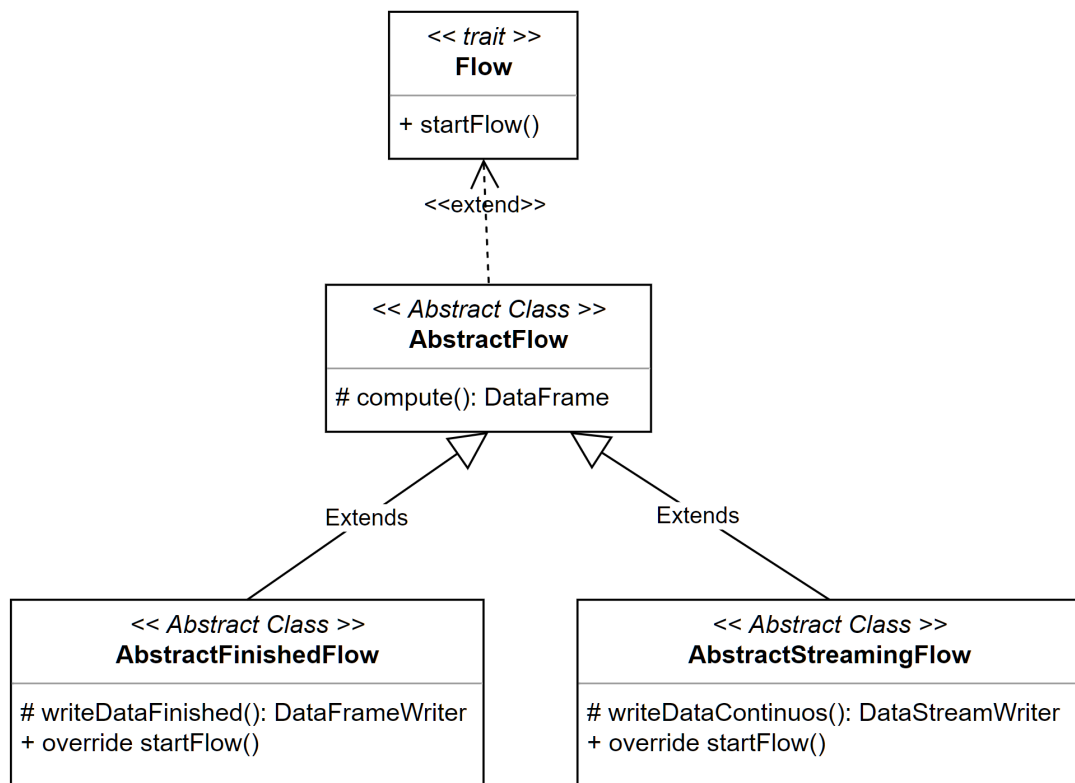 << trait >>
Flow
+ startFlow()
<<extend>>
<< Abstract Class >>
AbstractFlow
# compute(): DataFrame
Extends
Extends
<< Abstract Class >>
AbstractFinishedFlow
# writeDataFinished(): DataFrameWriter
+ override startFlow()
<< Abstract Class >>
AbstractStreamingFlow
# writeDataContinuos(): DataStreamWriter
+ override startFlow()